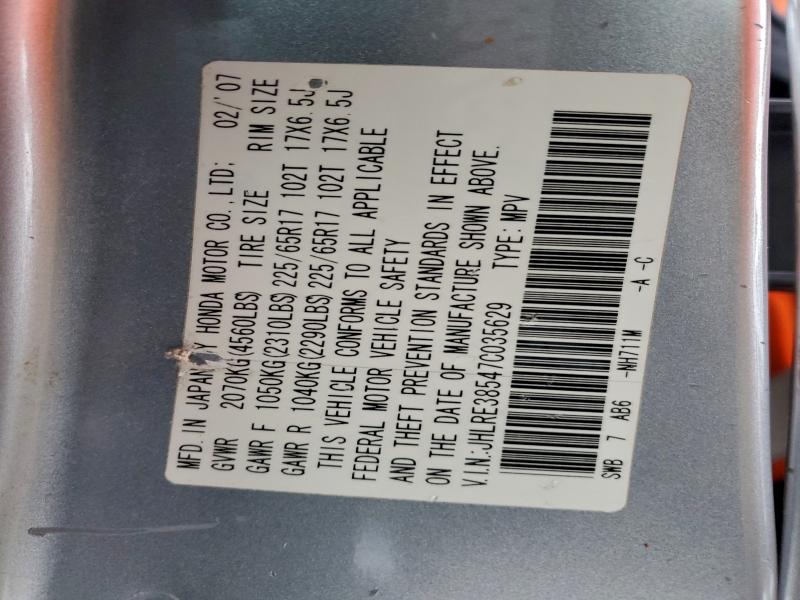 MFD. IN JAPAN BY HONDA MOTOR CO., LTD; 02/'07
GVWR 2070KG(4560LBS) TIRE SIZE RIM SIZE
GAWR F 1050KG(2310LBS) 225/65R17 102T 17X6.5J
GAWR R 1040KG(2290LBS) 225/65R17 102T 17X6.5J
THIS VEHICLE CONFORMS TO ALL APPLICABLE
FEDERAL MOTOR VEHICLE SAFETY
AND THEFT PREVENTION STANDARDS IN EFFECT
ON THE DATE OF MANUFACTURE SHOWN ABOVE.
V.I.N:JHLRE38547C035629 TYPE: MPV
SWB 7 AB6 -NH711M -A -C